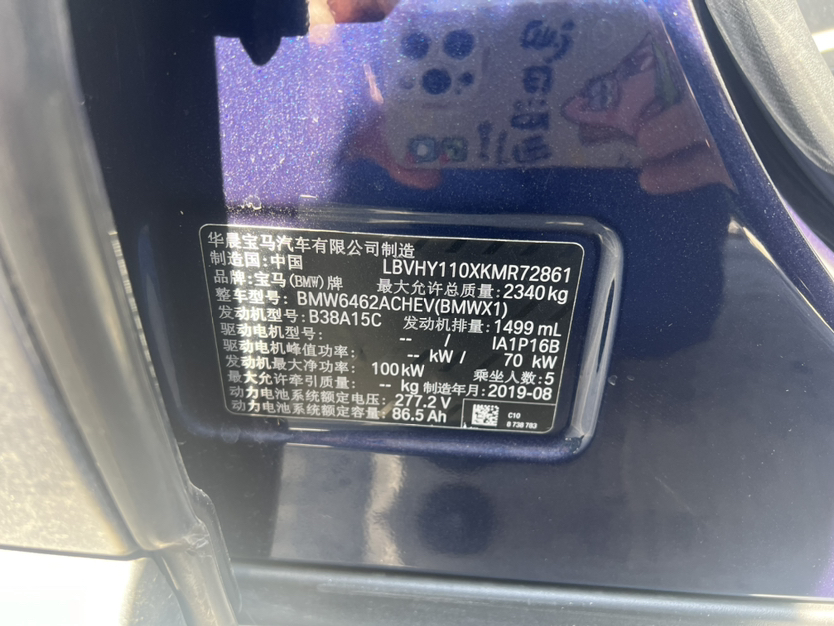 华晨宝马汽车有限公司制造
制造国:中国 LBVHY110XKMR72861
品牌:宝马(BMW)牌 最大允许总质量:2340kg
整车型号: BMW6462ACHEV(BMWX1)
发动机型号:B38A15C 发动机排量:1499 mL
驱动电机型号: -- / IA1P16B
驱动电机峰值功率: -- kW / 70 kW
发动机最大净功率: 100kW 乘坐人数:5
最大允许牵引质量: -- kg 制造年月:2019-08
动力电池系统额定电压: 277.2 V
动力电池系统额定容量: 86.5Ah
C10
8 738 783